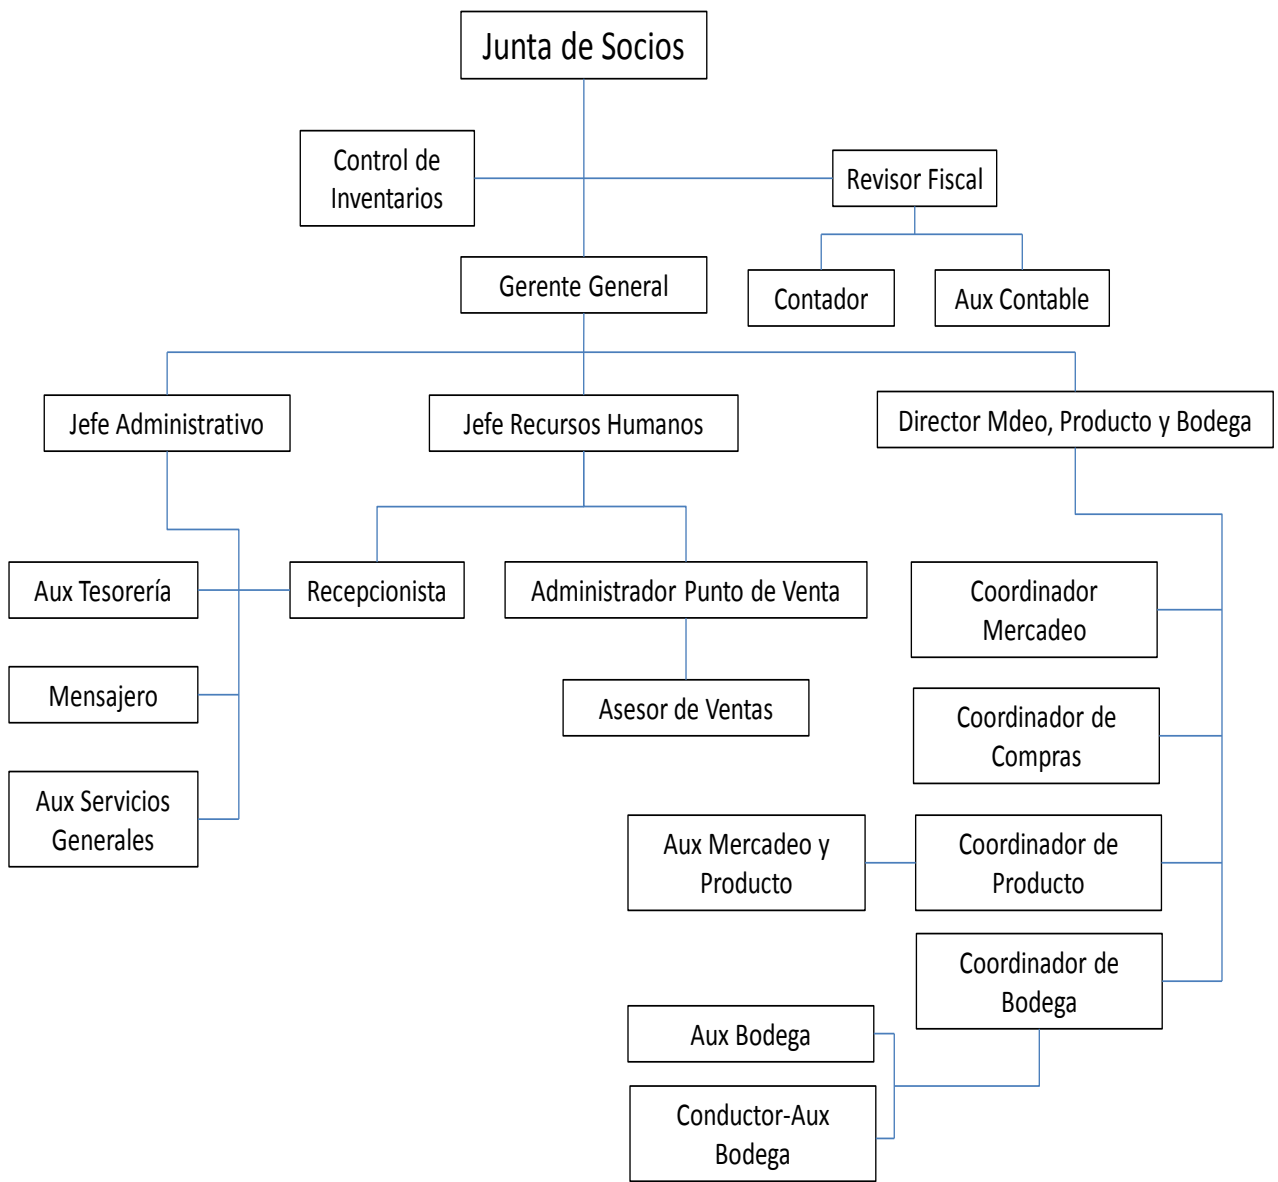 Junta de Socios
Control de
Inventarios
Revisor Fiscal
Gerente General
Contador
Aux Contable
Jefe Administrativo
Jefe Recursos Humanos
Director Mdeo, Producto y Bodega
Aux Tesorería
Recepcionista
Administrador Punto de Venta
Coordinador
Mercadeo
Mensajero
Asesor de Ventas
Coordinador de
Compras
Aux Servicios
Generales
Aux Mercadeo y
Producto
Coordinador de
Producto
Coordinador de
Bodega
Aux Bodega
Conductor-Aux
Bodega